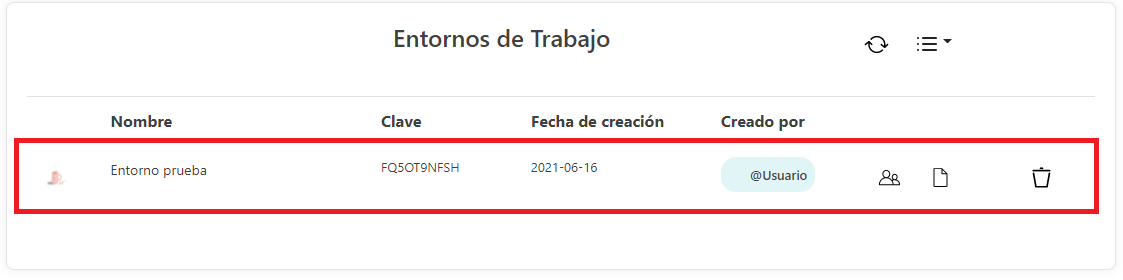 Entornos de Trabajo
Nombre Clave Fecha de creación Creado por
Entorno prueba FQ5OT9NFSH 2021-06-16 @Usuario